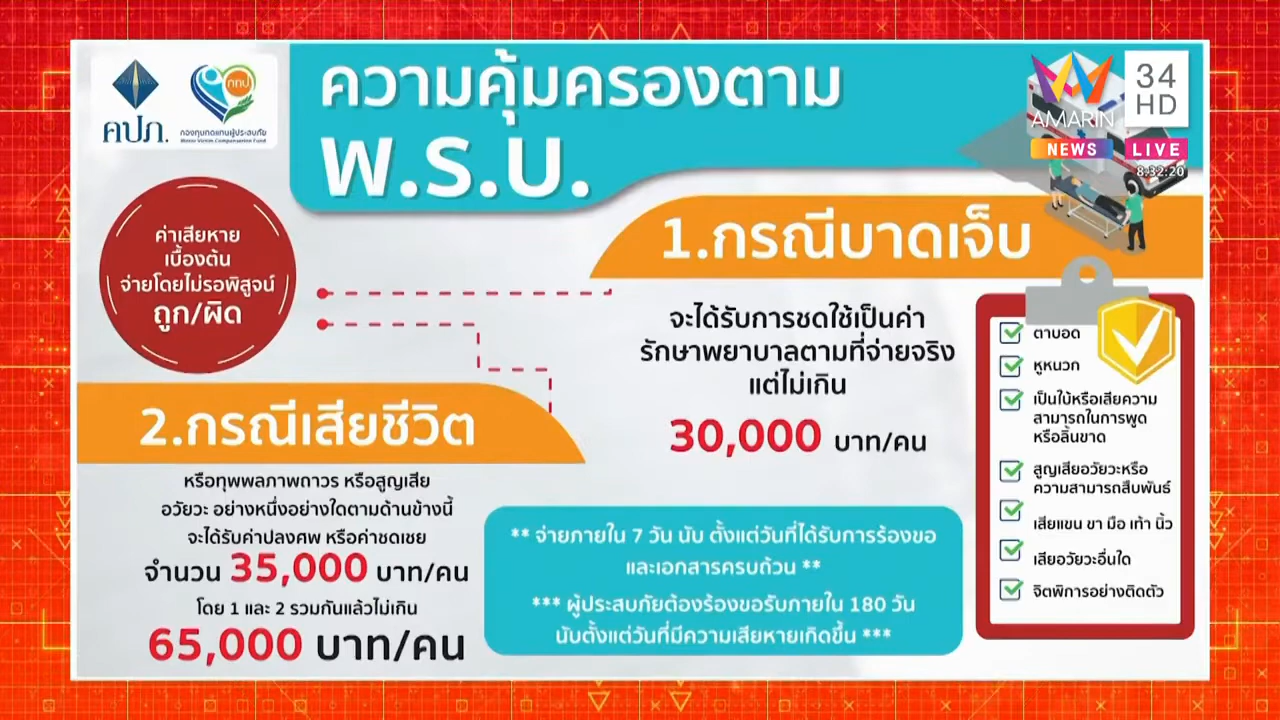 คปภ.
กกป
กองทุนทดแทนผู้ประสบภัย
Motor Victim Compensation Fund
ความคุ้มครองตาม
พ.ร.บ.
AMARIN
NEWS
34
HD
LIVE
8:32:20
ค่าเสียหาย
เบื้องต้น
จ่ายโดยไม่รอพิสูจน์
ถูก/ผิด
1.กรณีบาดเจ็บ
จะได้รับการชดใช้เป็นค่า
รักษาพยาบาลตามที่จ่ายจริง
แต่ไม่เกิน
30,000 บาท/คน
ตาบอด
หูหนวก
เป็นใบ้หรือเสียความ
สามารถในการพูด
หรือลิ้นขาด
สูญเสียอวัยวะหรือ
ความสามารถสืบพันธ์
เสียแขน ขา มือ เท้า นิ้ว
เสียอวัยวะอื่นใด
จิตพิการอย่างติดตัว
2.กรณีเสียชีวิต
หรือทุพพลภาพถาวร หรือสูญเสีย
อวัยวะ อย่างหนึ่งอย่างใดตามด้านข้างนี้
จะได้รับค่าปลงศพ หรือค่าชดเชย
จำนวน 35,000 บาท/คน
โดย 1 และ 2 รวมกันแล้วไม่เกิน
65,000 บาท/คน
** จ่ายภายใน 7 วัน นับ ตั้งแต่วันที่ได้รับการร้องขอ
และเอกสารครบถ้วน **
*** ผู้ประสบภัยต้องร้องขอรับภายใน 180 วัน
นับตั้งแต่วันที่มีความเสียหายเกิดขึ้น ***